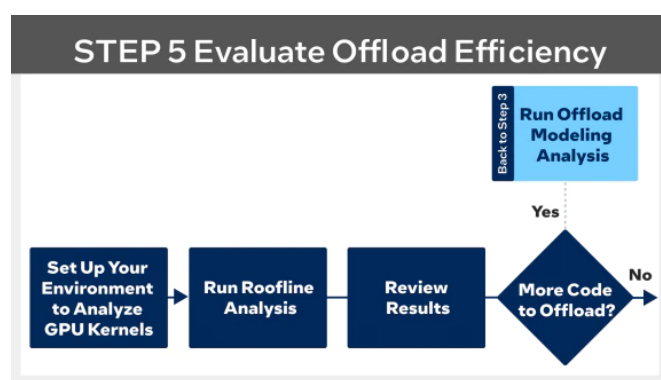 STEP 5 Evaluate Offload Efficiency
Back to Step 3
Run Offload
Modeling
Analysis
Yes
Set Up Your
Environment
to Analyze
GPU Kernels
Run Roofline
Analysis
Review
Results
More Code
to Offload?
No